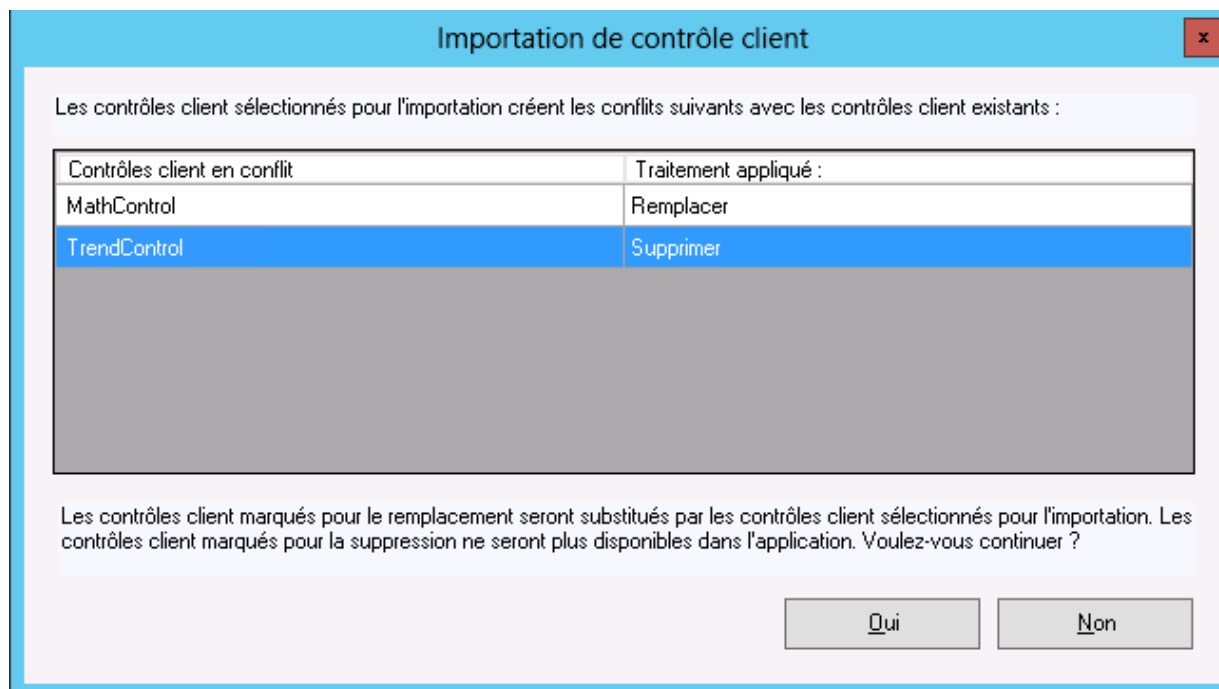 Importation de contrôle client
x
Les contrôles client sélectionnés pour l'importation créent les conflits suivants avec les contrôles client existants :
Contrôles client en conflit Traitement appliqué :
MathControl Remplacer
TrendControl Supprimer
Les contrôles client marqués pour le remplacement seront substitués par les contrôles client sélectionnés pour l'importation. Les
contrôles client marqués pour la suppression ne seront plus disponibles dans l'application. Voulez-vous continuer ?
Oui Non